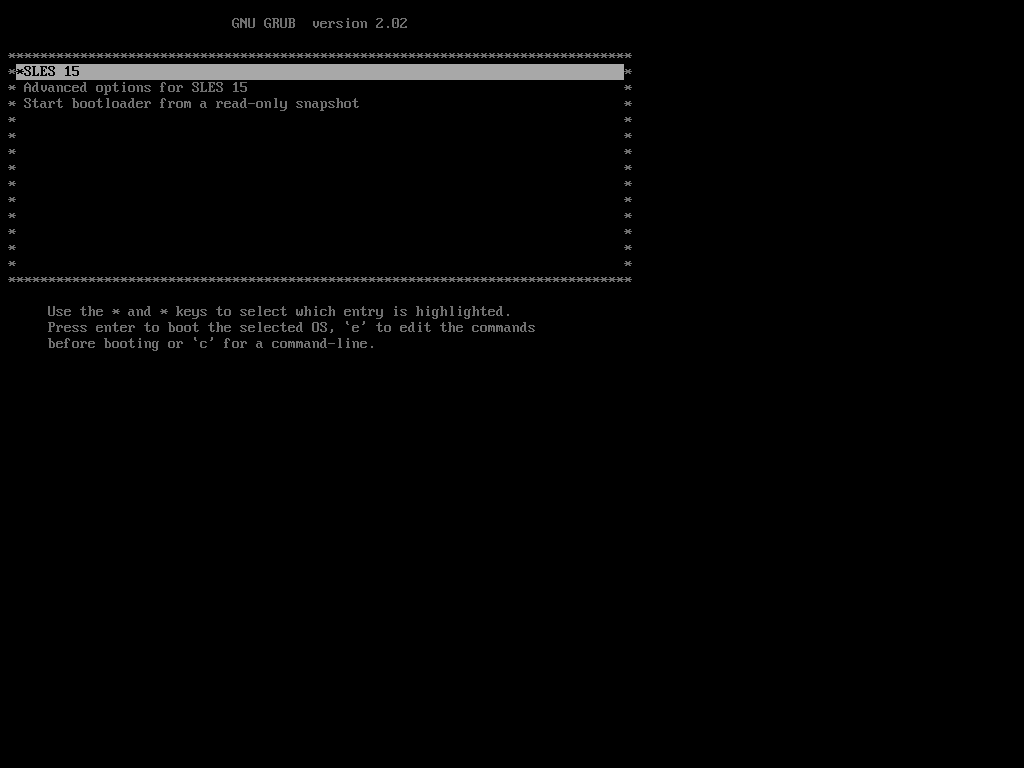 GNU GRUB  version 2.02
*******************************************************************************
**SLES 15 *
* Advanced options for SLES 15 *
* Start bootloader from a read-only snapshot *
* *
* *
* *
* *
* *
* *
* *
* *
* *
* *
*******************************************************************************
Use the * and * keys to select which entry is highlighted.
Press enter to boot the selected OS, `e' to edit the commands
before booting or `c' for a command-line.